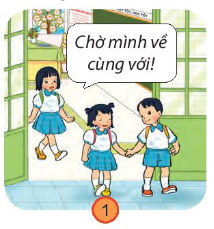 Chờ mình về
cùng với!
1